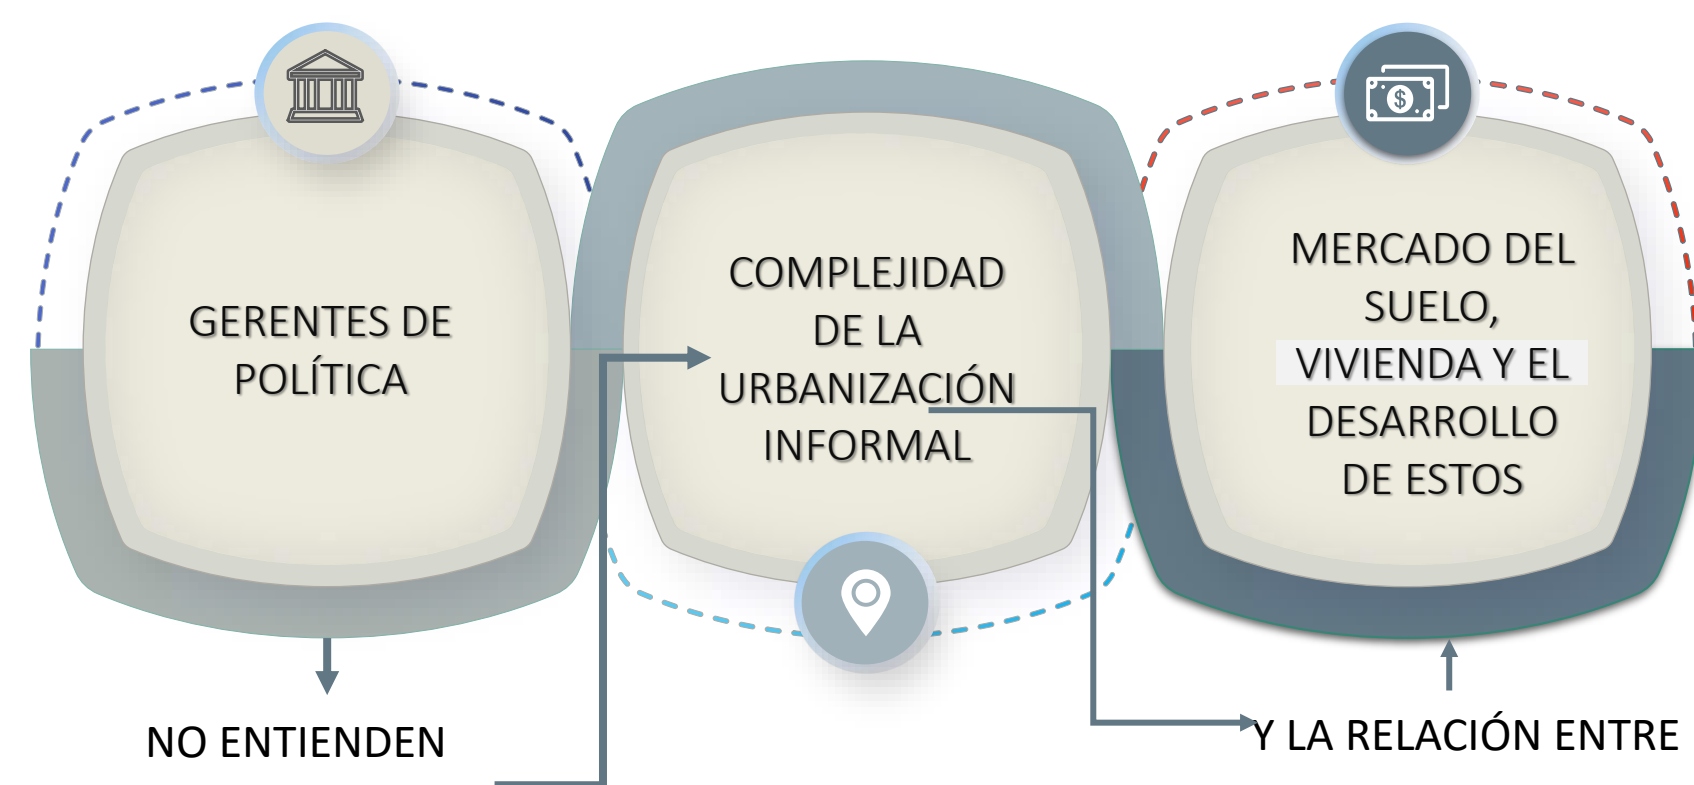 GERENTES DE
POLÍTICA
NO ENTIENDEN
COMPLEJIDAD
DE LA
URBANIZACIÓN
INFORMAL
Y LA RELACIÓN ENTRE
MERCADO DEL
SUELO,
VIVIENDA Y EL
DESARROLLO
DE ESTOS